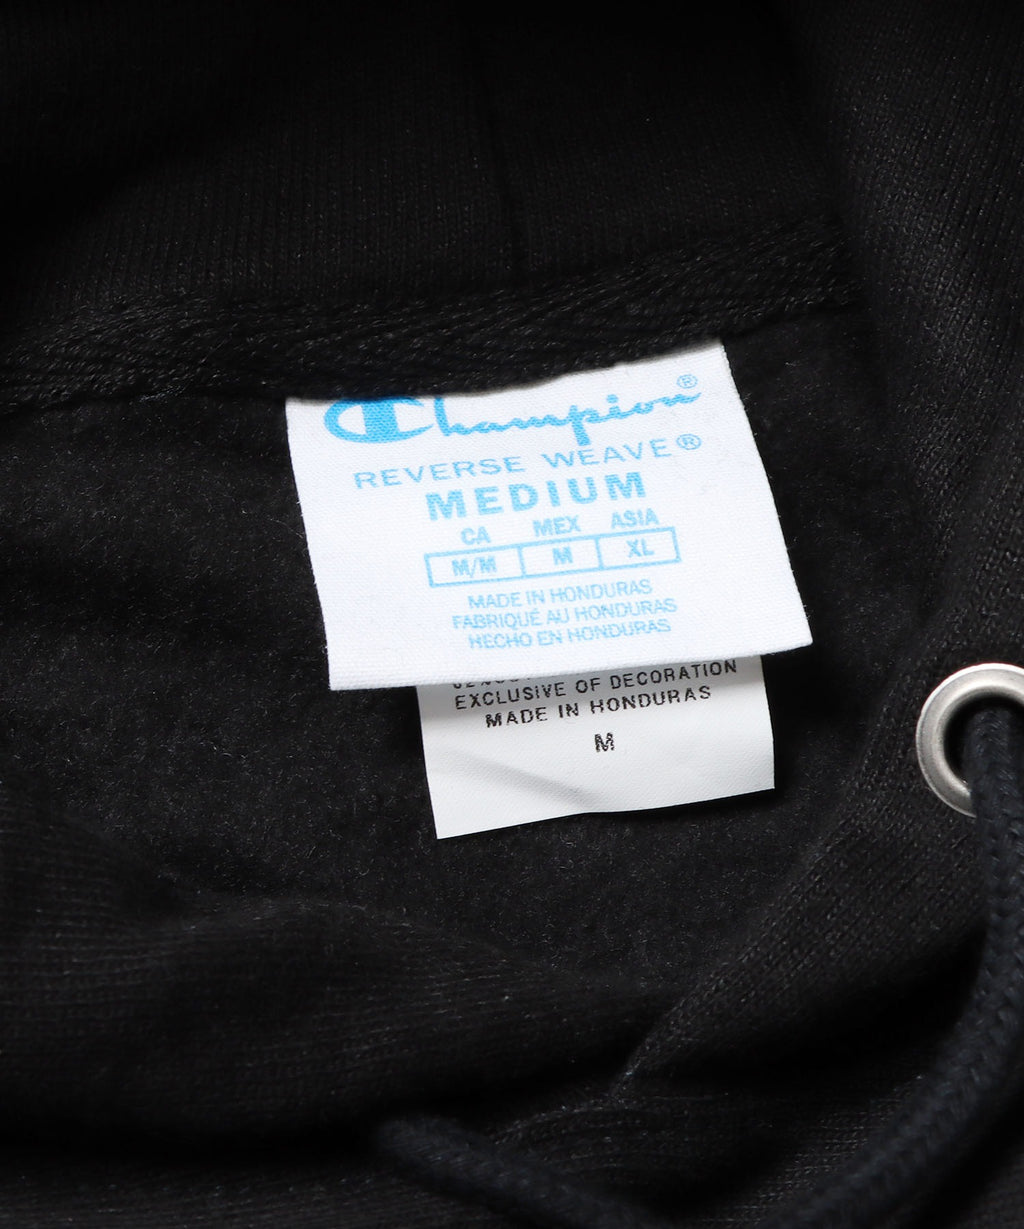 Champion®
REVERSE WEAVE®
MEDIUM
CA MEX ASIA
M/M M XL
MADE IN HONDURAS
FABRIQUÉ AU HONDURAS
HECHO EN HONDURAS
EXCLUSIVE OF DECORATION
MADE IN HONDURAS
M